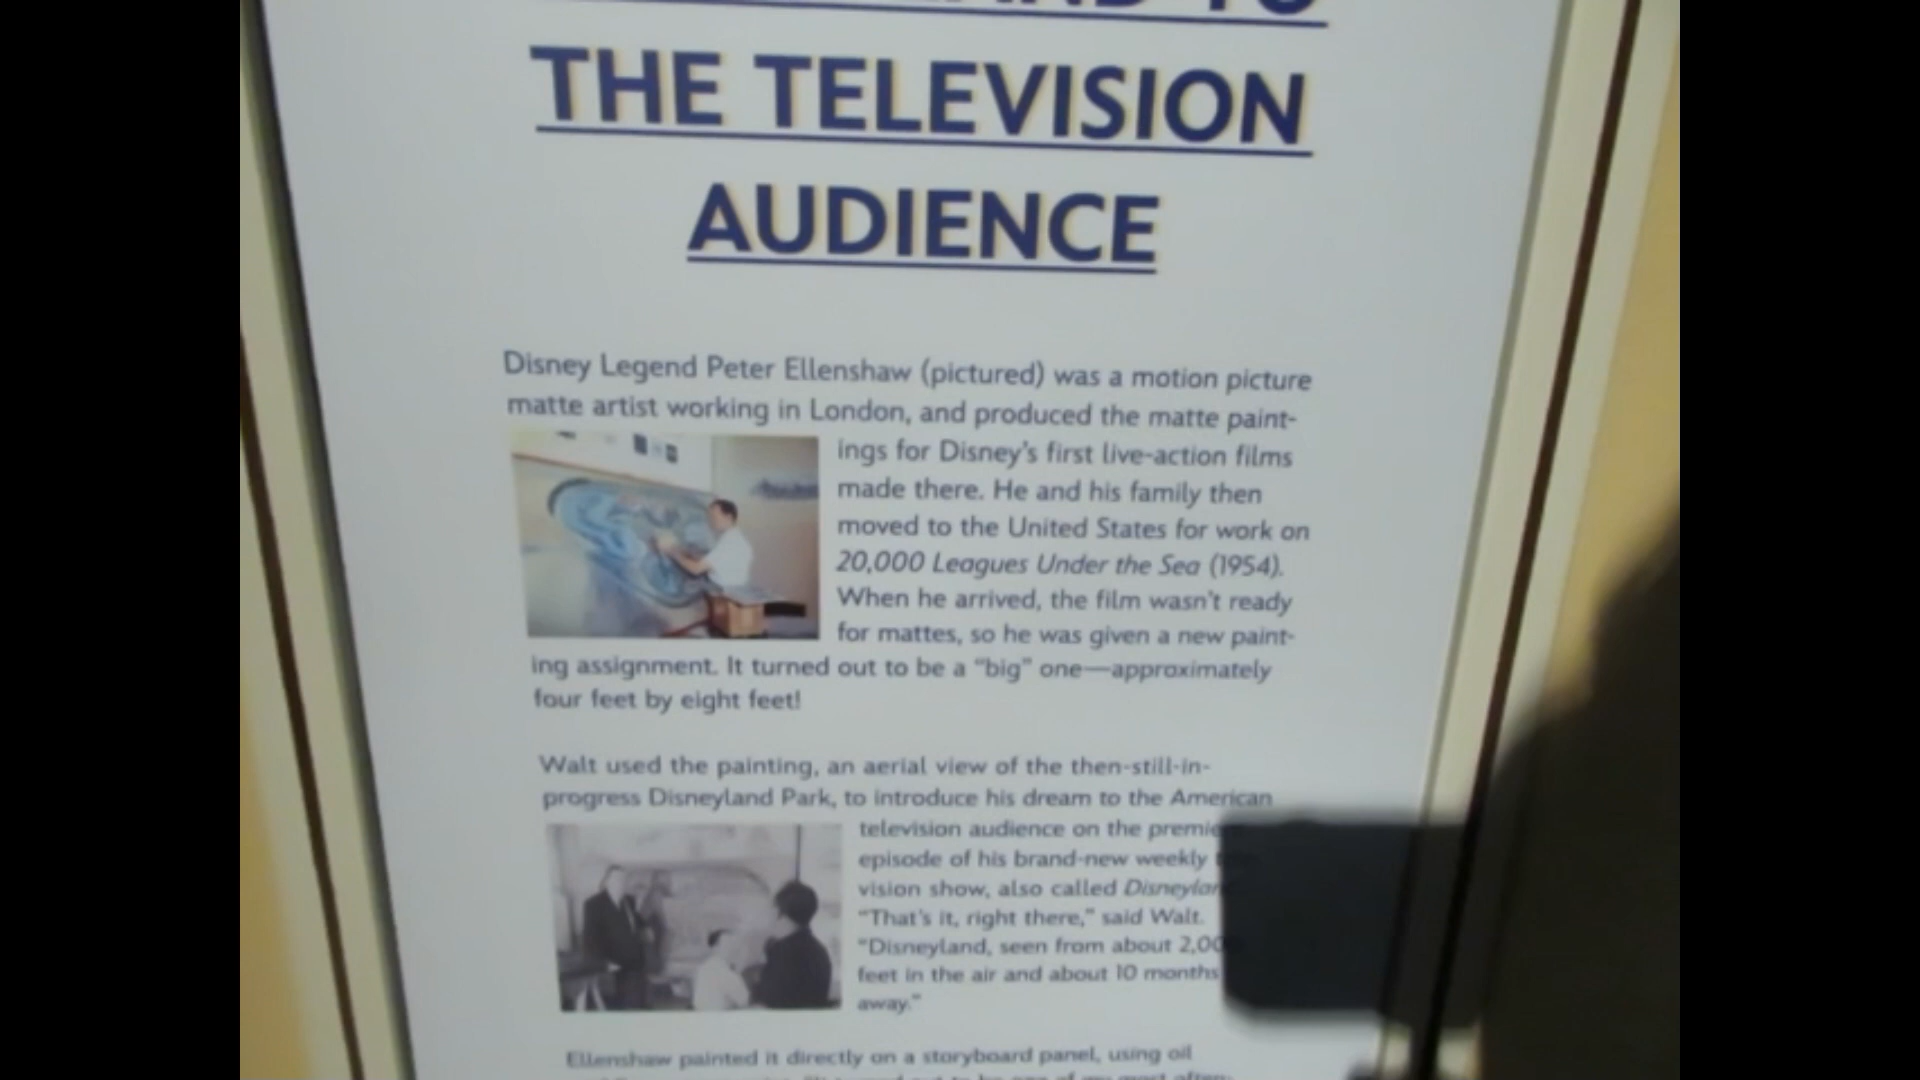 TO
THE TELEVISION
AUDIENCE
Disney Legend Peter Ellenshaw (pictured) was a motion picture
matte artist working in London, and produced the matte paint-
ings for Disney's first live-action films
made there. He and his family then
moved to the United States for work on
20,000 Leagues Under the Sea (1954).
When he arrived, the film wasn't ready
for mattes, so he was given a new paint-
ing assignment. It turned out to be a "big" one—approximately
four feet by eight feet!
Walt used the painting, an aerial view of the then-still-in-
progress Disneyland Park, to introduce his dream to the American
television audience on the
episode of his brand-new weekly
vision show, also called
"That's it, right there," said Walt.
"Disneyland, seen from about
feet in the air and about 10 months
away."
Ellenshaw painted it directly on a storyboard panel, using oil